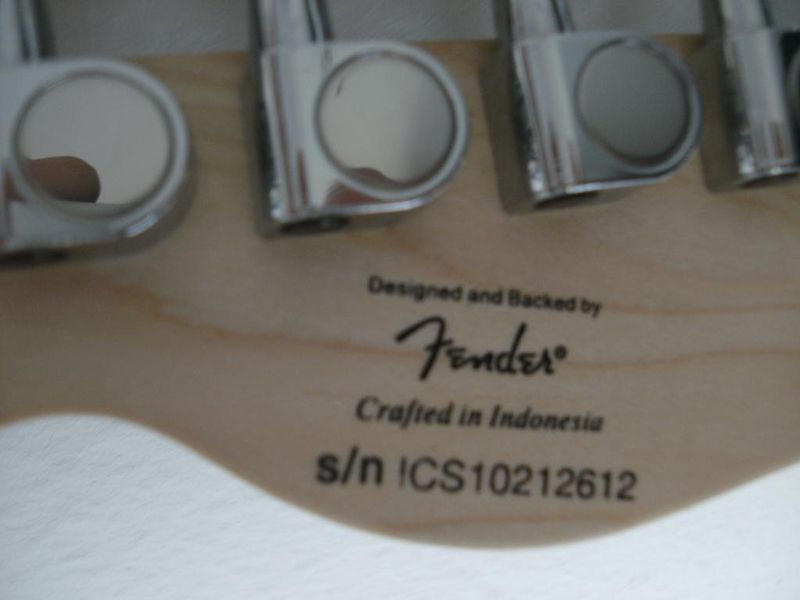 Designed and Backed by
Fender®
Crafted in Indonesia
s/n ICS10212612